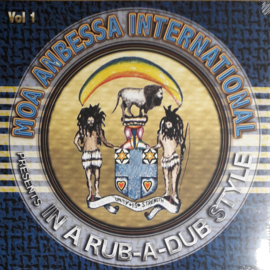 Vol 1
MOA ANBESSA INTERNATIONAL
PRESENTS
IN A RUB-A-DUB STYLE